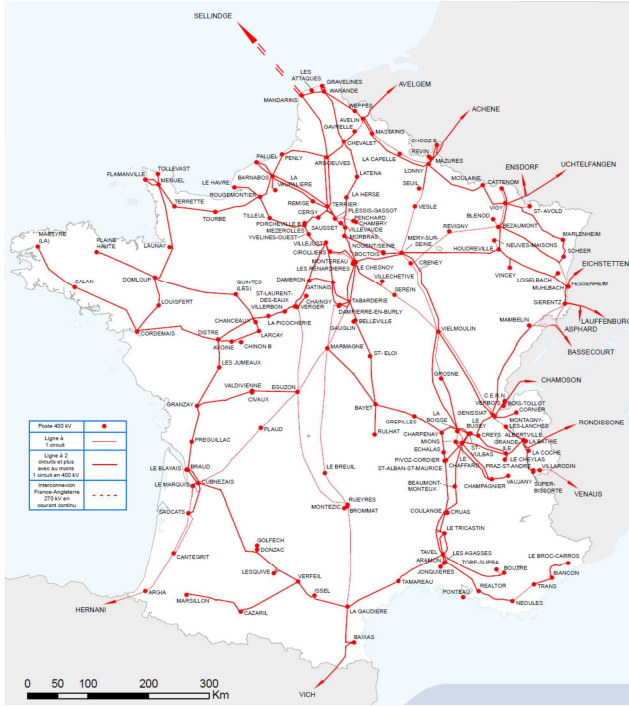 SELLINDGE
LES
ATTAQUES
GRAVELINES
WARANDE
MANDARINS
AVELGEM
WEPPES
AVELIN
GAVRELLE
MASTAING
ACHENE
CHEVALET
CHOOZ B
REVIN
MAZURES
LONNY
LA CAPELLE
ENSDORF
UCHTELFANGEN
TOLLEVAST
FLAMANVILLE
MENUEL
PALUEL
PENLY
ARGOEUVES
LATENA
SEUIL
MOULAINE
CATTENOM
LE HAVRE
BARNABOS
LA
VAUPALIERE
ROUGEMONTIER
LA HERSE
VIGY
ST-AVOLD
TERRETTE
TOURBE
TILLEUL
REMISE
CERGY
TERRIER
PLESSIS-GASSOT
PENCHARD
CHAMBRY
VESLE
BLENOD
BEZAUMONT
MARLENHEIM
PORCHEVILLE
MEZEROLLES
SAUSSET
VILLEVAUDE
MORBRAS
MERY-SUR-
SEINE
REVIGNY
NEUVES-MAISONS
SCHEER
MARTYRE
(LA)
PLAINE
HAUTE
LAUNAY
YVELINES-OUEST
VILLEJUST
CIROLLIERS
NOGENT/SEINE
BOCTOIS
HOUDREVILLE
EICHSTETTEN
MONTEREAU
LES RENARDIERES
LE CHESNOY
CRENEY
VINCEY
LOGELBACH
MUHLBACH
FESSENHEIM
CALAN
DOMLOUP
QUINTES
(LES)
DAMBRON
GATINAIS
VILLECHETIVE
SEREIN
SIERENTZ
LAUFFENBURG
LOUISFERT
ST-LAURENT-
DES-EAUX
VILLERBON
CHAINGY
VERGER
TABARDERIE
DAMPIERRE-EN-BURLY
MAMBELIN
ASPHARD
CORDEMAIS
CHANCEAUX
LA PICOCHERIE
GAUGLIN
BELLEVILLE
VIELMOULIN
BASSECOURT
DISTRE
LARCAY
AVOINE
CHINON B
MARMAGNE
LES JUMEAUX
ST- ELOI
GROSNE
C.E.R.N
CHAMOSON
VALDIVIENNE
EGUZON
GENISSIAT
VERBOIS
BOIS-TOLLOT
CORNIER
GRANZAY
CIVAUX
BAYET
GREPILLES
LA
BOISSE
LE
BUGEY
MONTAGNY-
LES-LANCHES
RONDISSONE
Poste 400 kV
PREGUILLAC
PLAUD
RULHAT
CHARPENAY
MIONS
CREYS
GRANDE-
ILE
ALBERTVILLE
LA BATHIE
Ligne à
1 circuit
ECHALAS
ST-
VULBAS
LA COCHE
LE CHEYLAS
Ligne à 2
circuits et plus
avec au moins
1 circuit en 400 kV
LE BLAYAIS
BRAUD
LE BREUIL
PIVOZ-CORDIER
ST-ALBAN-ST-MAURICE
LE
CHAFFARD
PRAZ-ST-ANDRE
VILLARODIN
LE MARQUIS
CUBNEZAIS
BEAUMONT-
MONTEUX
CHAMPAGNIER
VAUJANY
SUPER-
BISSORTE
VENAUS
Interconnexion
France-Angleterre
270 kV en
courant continu
SAUCATS
RUEYRES
MONTEZIC
BROMMAT
COULANGE
CRUAS
GOLFECH
DONZAC
LE TRICASTIN
CANTEGRIT
TAVEL
ARAMON
LES AGASSES
LE BROC-CARROS
LESQUIVE
VERFEIL
TORE-SUPRA
BOUTRE
BIANCON
HERNANI
ARGIA
MARSILLON
ISSEL
TAMAREAU
JONQUIERES
PONTEAU
REALTOR
TRANS
CAZARIL
LA GAUDIERE
NEOULES
BAIXAS
VICH
0 100 200 300
Km